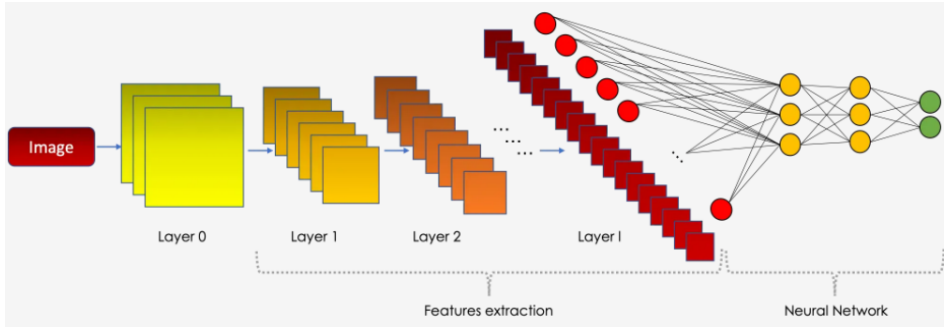 Image
Layer 0
Layer 1
Layer 2
Layer l
Features extraction
Neural Network